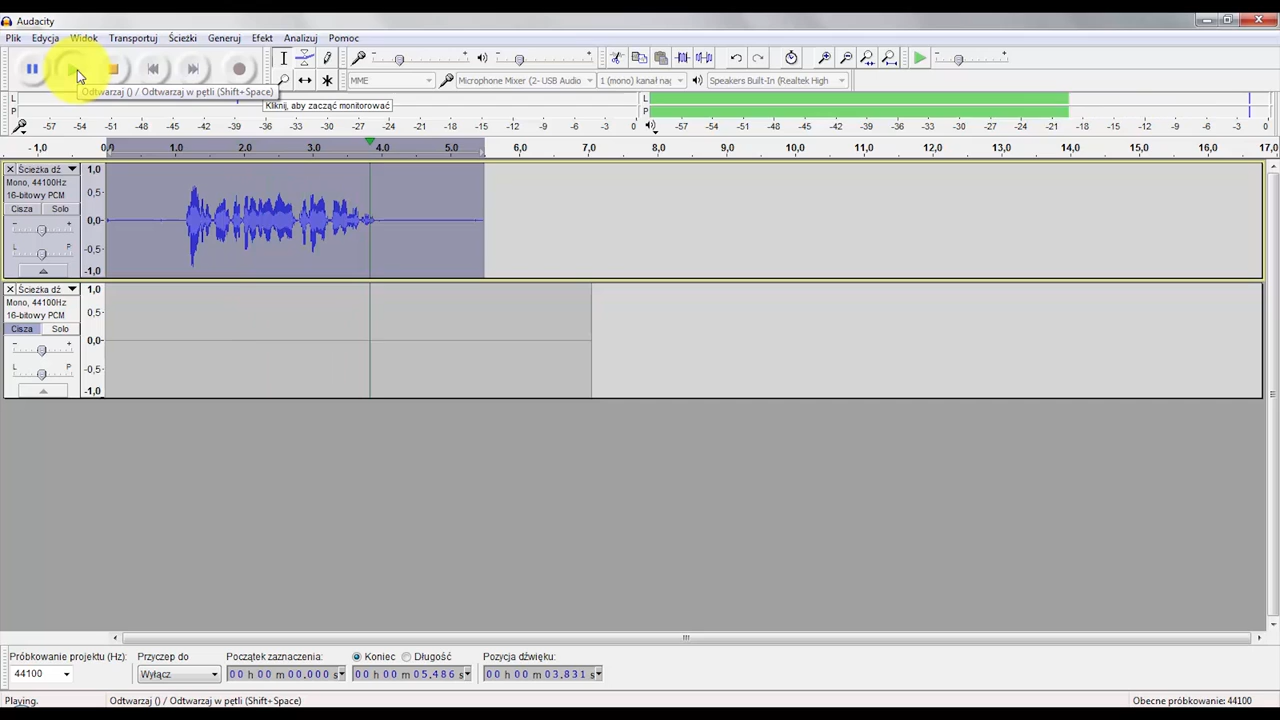 Audacity
Plik Edycja Widok Transportuj Ścieżki Generuj Efekt Analizuj Pomoc
MME Microphone Mixer (2- USB Audio 1 (mono) kanał naç Speakers Built-In (Realtek High
Odtwarzaj () / Odtwarzaj w pętli (Shift+Space)
Kliknij, aby zacząć monitorować
L
P
-57 -54 -51 -48 -45 -42 -39 -36 -33 -30 -27 -24 -21 -18 -15 -12 -9 -6 -3 0
L
P
-57 -54 -51 -48 -45 -42 -39 -36 -33 -30 -27 -24 -21 -18 -15 -12 -9 -6 -3 0
-1,0 0,0 1,0 2,0 3,0 4,0 5,0 6,0 7,0 8,0 9,0 10,0 11,0 12,0 13,0 14,0 15,0 16,0 17,0
Ścieżka dź
Mono, 44100Hz
16-bitowy PCM
Cisza Solo
- +
L P
1,0
0,5-
0,0-
-0,5-
-1,0
Ścieżka dź
Mono, 44100Hz
16-bitowy PCM
Cisza Solo
- +
L P
1,0
0,5-
0,0-
-0,5-
-1,0
Próbkowanie projektu (Hz): Przyczep do Początek zaznaczenia: Koniec Długość Pozycja dźwięku:
44100 Wyłącz 00 h 00 m 00.000 s 00 h 00 m 05.486 s 00 h 00 m 03.831 s
Playing. Odtwarzaj () / Odtwarzaj w pętli (Shift+Space) Obecne próbkowanie: 44100